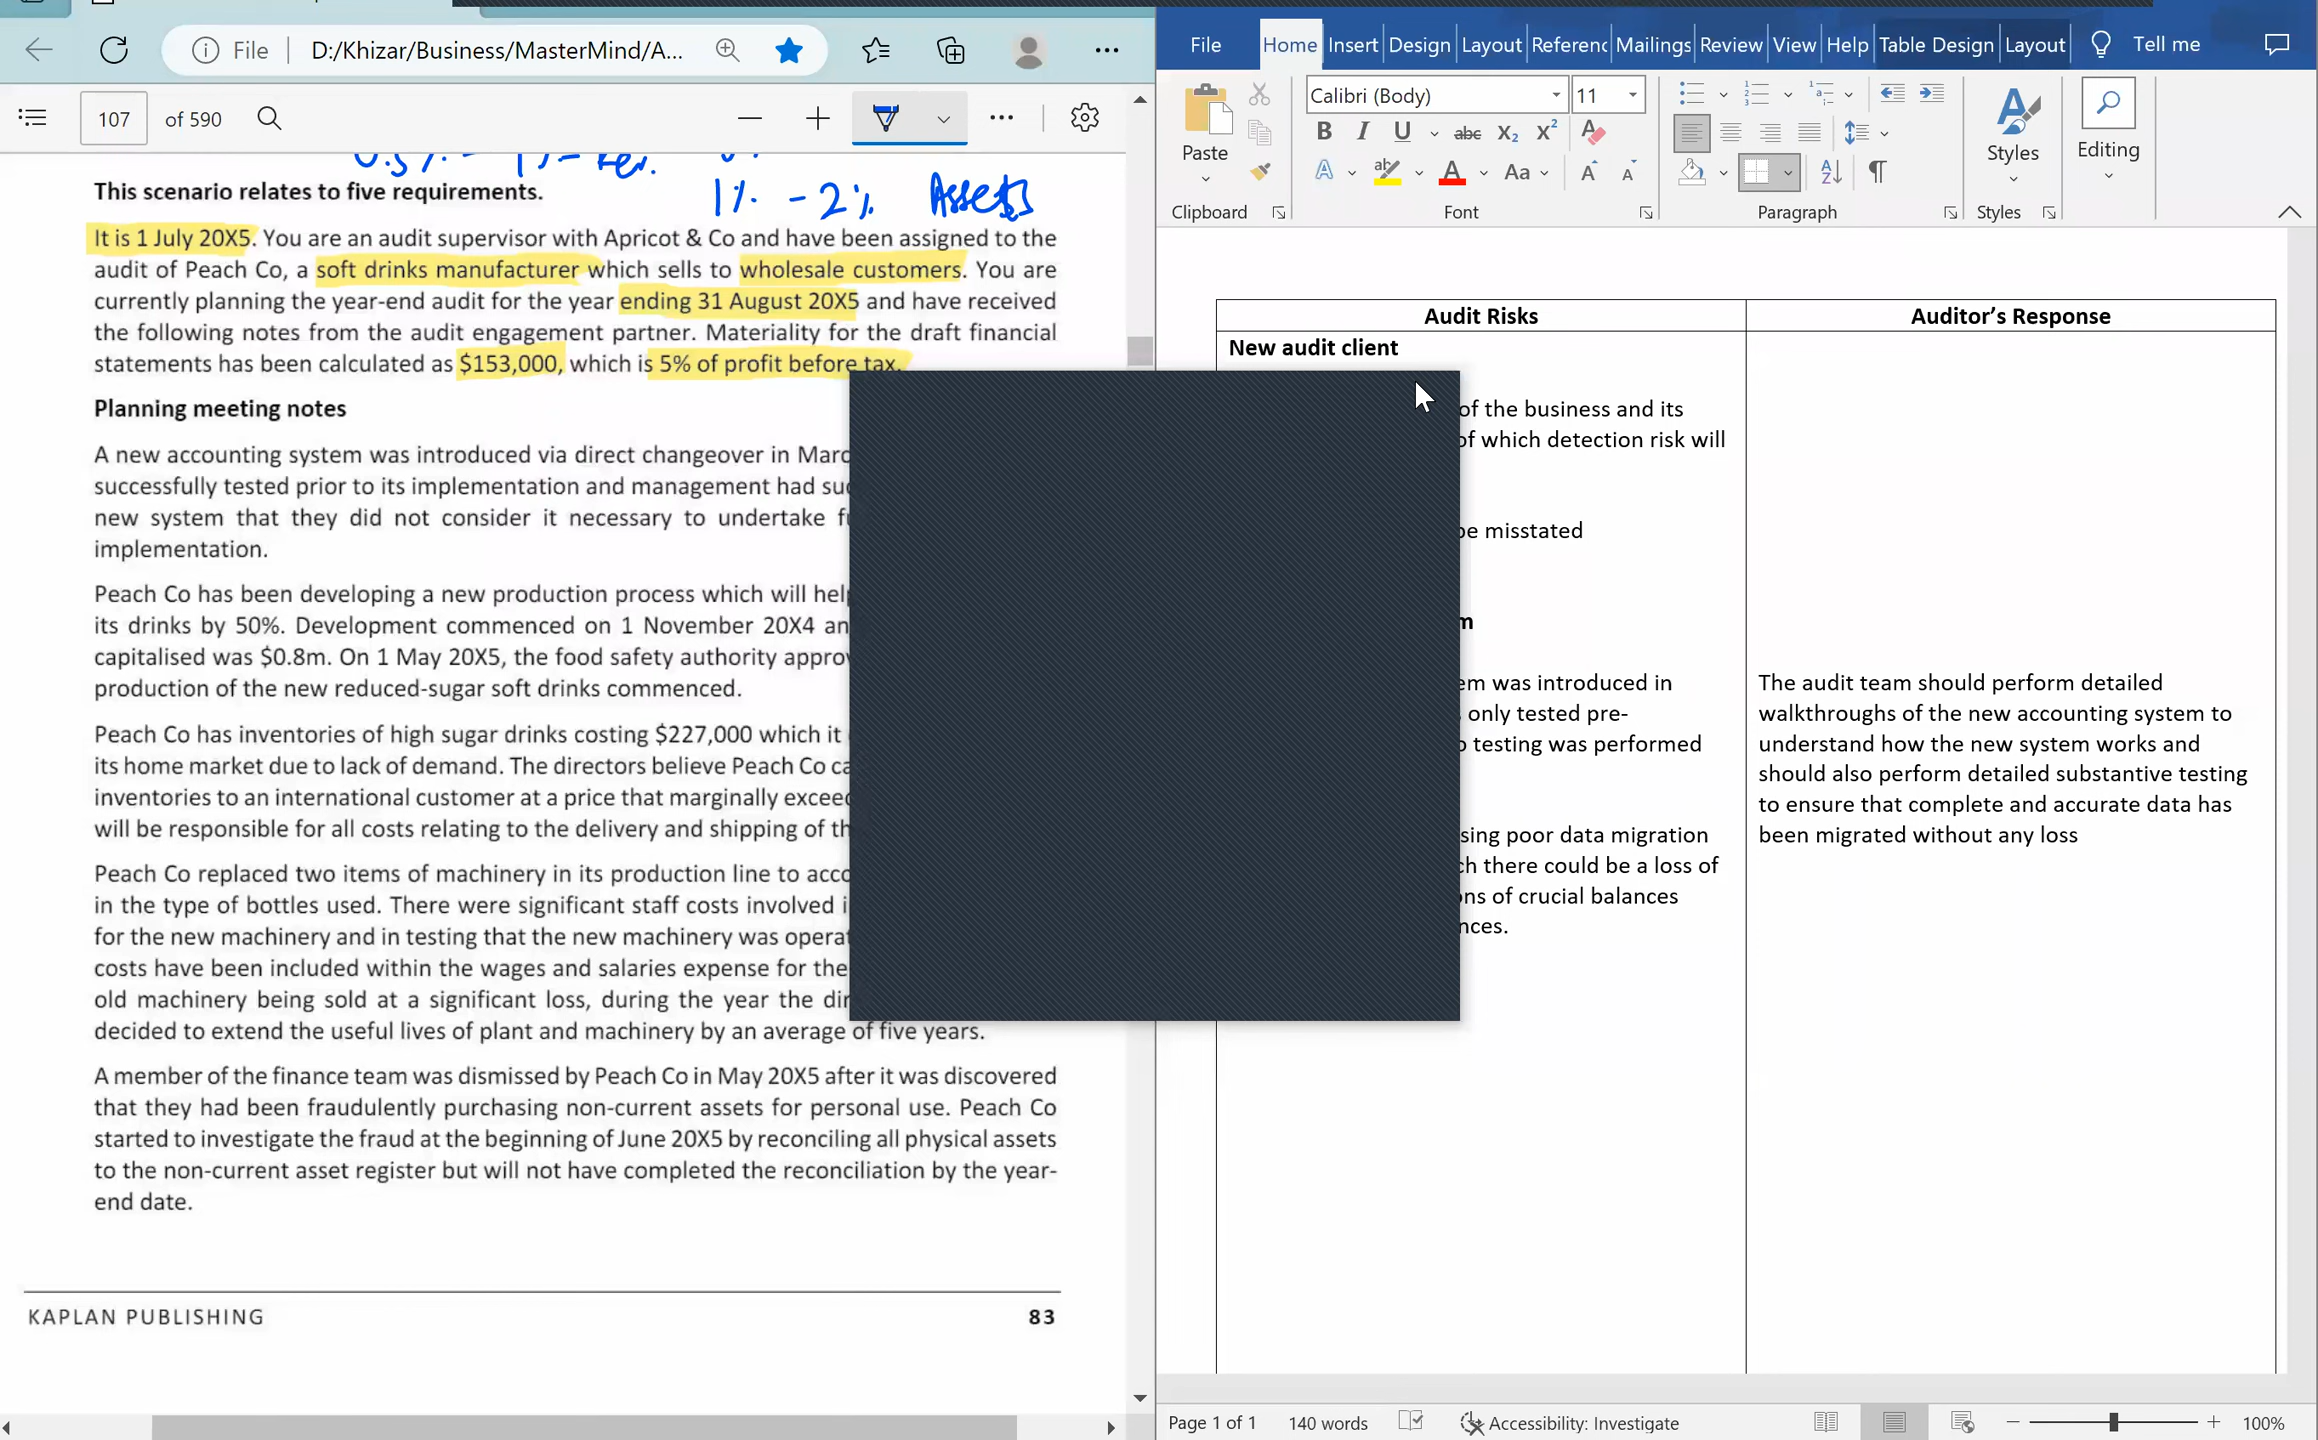 File
D:/Khizar/Business/MasterMind/A...
107 of 590
1% - 2% Assets
This scenario relates to five requirements.
It is 1 July 20X5. You are an audit supervisor with Apricot & Co and have been assigned to the
audit of Peach Co, a soft drinks manufacturer which sells to wholesale customers. You are
currently planning the year-end audit for the year ending 31 August 20X5 and have received
the following notes from the audit engagement partner. Materiality for the draft financial
statements has been calculated as $153,000, which is 5% of profit before tax.
Planning meeting notes
A new accounting system was introduced via direct changeover in Marc
successfully tested prior to its implementation and management had su
new system that they did not consider it necessary to undertake f
implementation.
Peach Co has been developing a new production process which will hel
its drinks by 50%. Development commenced on 1 November 20X4 an
capitalised was $0.8m. On 1 May 20X5, the food safety authority appro
production of the new reduced-sugar soft drinks commenced.
Peach Co has inventories of high sugar drinks costing $227,000 which it
its home market due to lack of demand. The directors believe Peach Co ca
inventories to an international customer at a price that marginally excee
will be responsible for all costs relating to the delivery and shipping of th
Peach Co replaced two items of machinery in its production line to acco
in the type of bottles used. There were significant staff costs involved i
for the new machinery and in testing that the new machinery was operat
costs have been included within the wages and salaries expense for the
old machinery being sold at a significant loss, during the year the dir
decided to extend the useful lives of plant and machinery by an average of five years.
A member of the finance team was dismissed by Peach Co in May 20X5 after it was discovered
that they had been fraudulently purchasing non-current assets for personal use. Peach Co
started to investigate the fraud at the beginning of June 20X5 by reconciling all physical assets
to the non-current asset register but will not have completed the reconciliation by the year-
end date.
KAPLAN PUBLISHING 83
File Home Insert Design Layout Referenc Mailings Review View Help Table Design Layout Tell me
Paste
Calibri (Body) 11
Styles
Editing
Clipboard Font Paragraph Styles
Audit Risks Auditor's Response
New audit client
of the business and its
of which detection risk will
be misstated
m
em was introduced in
only tested pre-
testing was performed
sing poor data migration
ch there could be a loss of
ons of crucial balances
nces.
The audit team should perform detailed
walkthroughs of the new accounting system to
understand how the new system works and
should also perform detailed substantive testing
to ensure that complete and accurate data has
been migrated without any loss
Page 1 of 1 140 words Accessibility: Investigate 100%